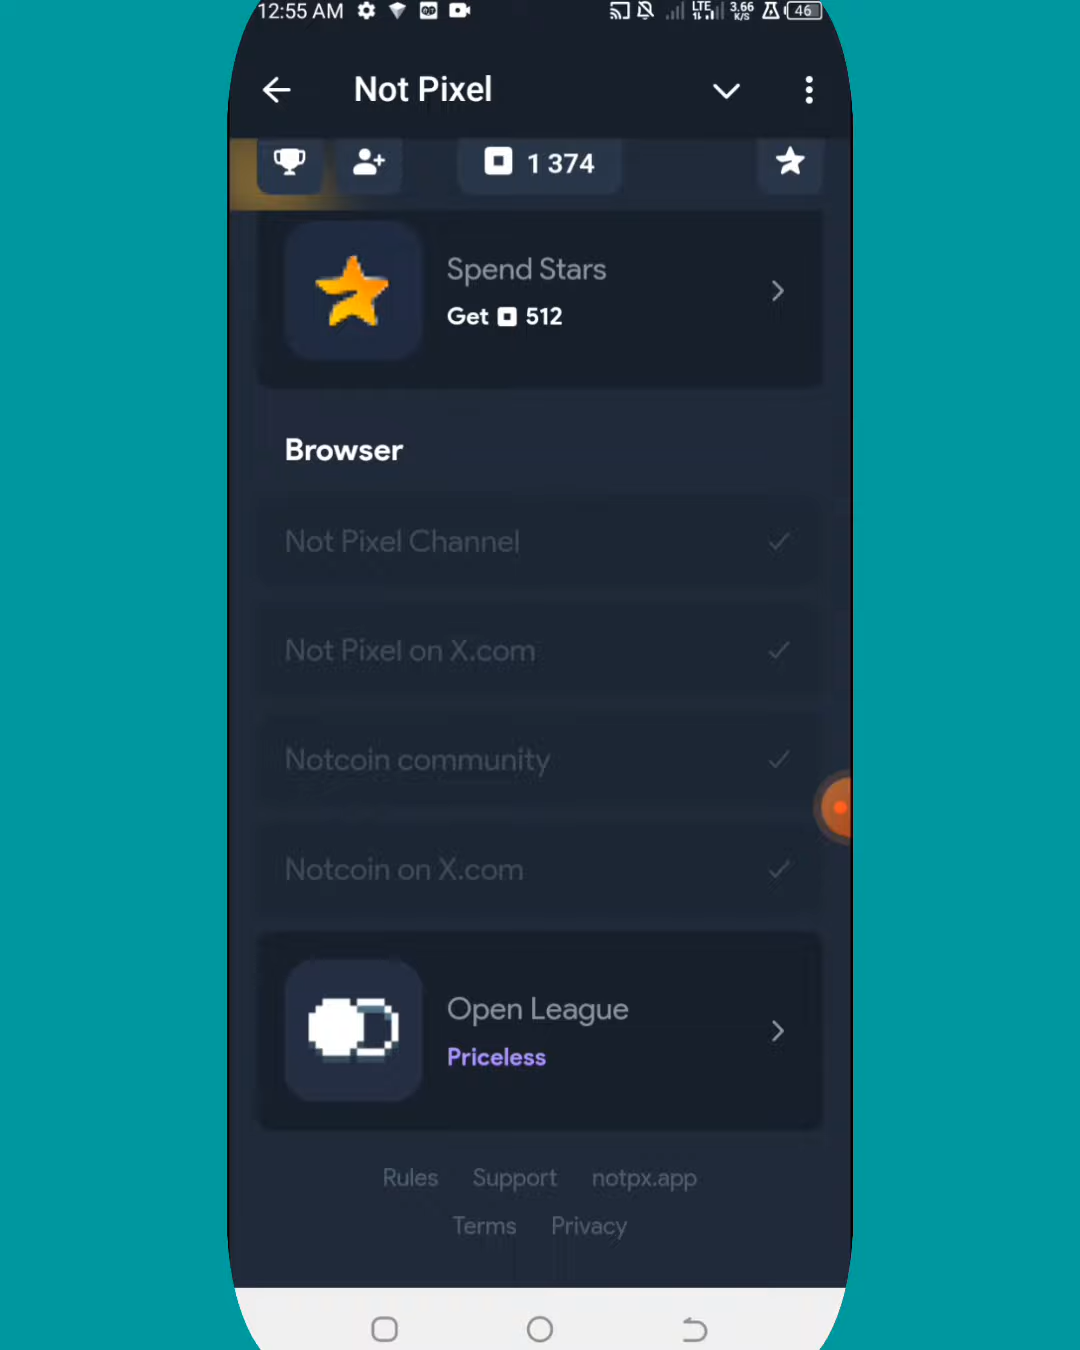 12:55 AM LTE 3.66 K/S 46
Not Pixel
1 374
Spend Stars
Get 512
Browser
Not Pixel Channel
Not Pixel on X.com
Notcoin community
Notcoin on X.com
Open League
Priceless
Rules Support notpx.app
Terms Privacy